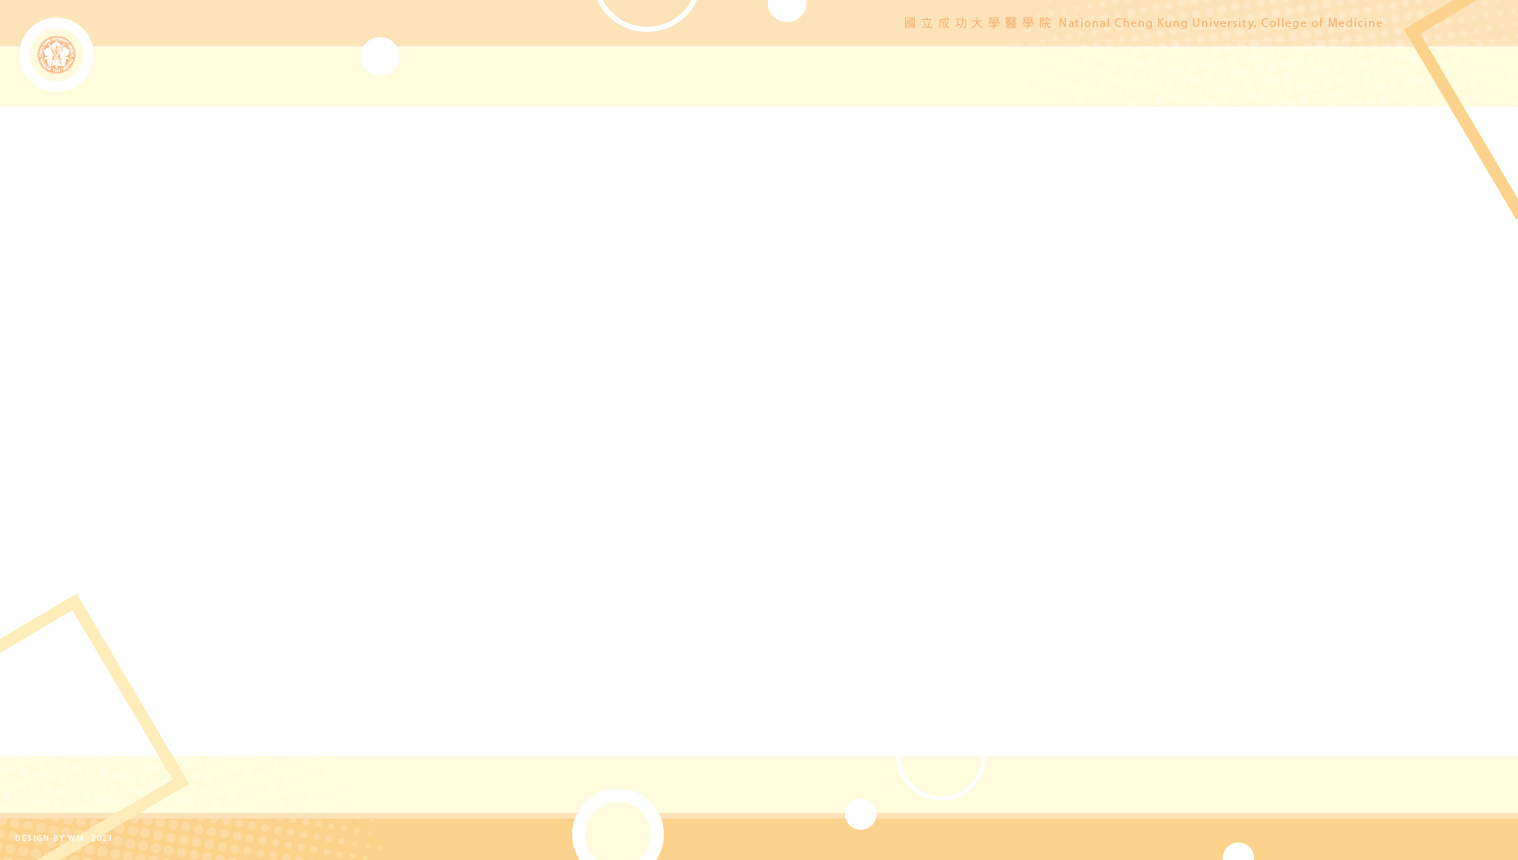 國立成功大學醫學院 National Cheng Kung University, College of Medicine
DESIGN BY WM. 2021